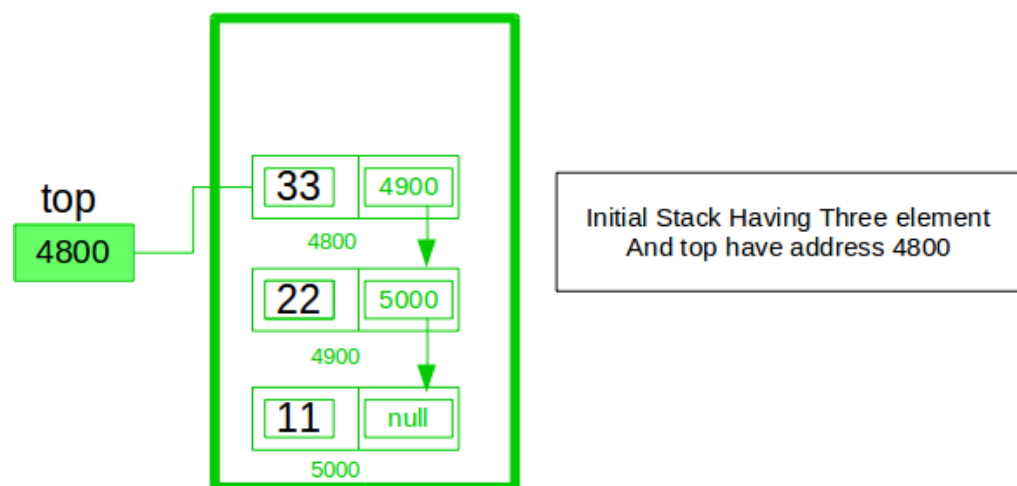 33 4900
top
4800
4800
22 5000
4900
11 null
5000
Initial Stack Having Three element
And top have address 4800